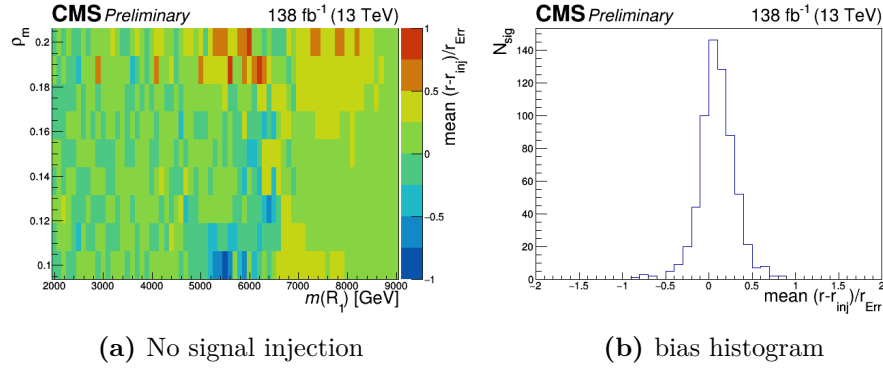 CMS Preliminary 138 fb⁻¹ (13 TeV)
ρm
0.2
0.18
0.16
0.14
0.12
0.1
2000 3000 4000 5000 6000 7000 8000 9000
m(R1) [GeV]
1
0.5
0
−0.5
−1
mean (r-rinj)/rErr
(a) No signal injection
CMS Preliminary 138 fb⁻¹ (13 TeV)
Nsig
140
120
100
80
60
40
20
0
−2 −1.5 −1 −0.5 0 0.5 1 1.5 2
mean (r-rinj)/rErr
(b) bias histogram